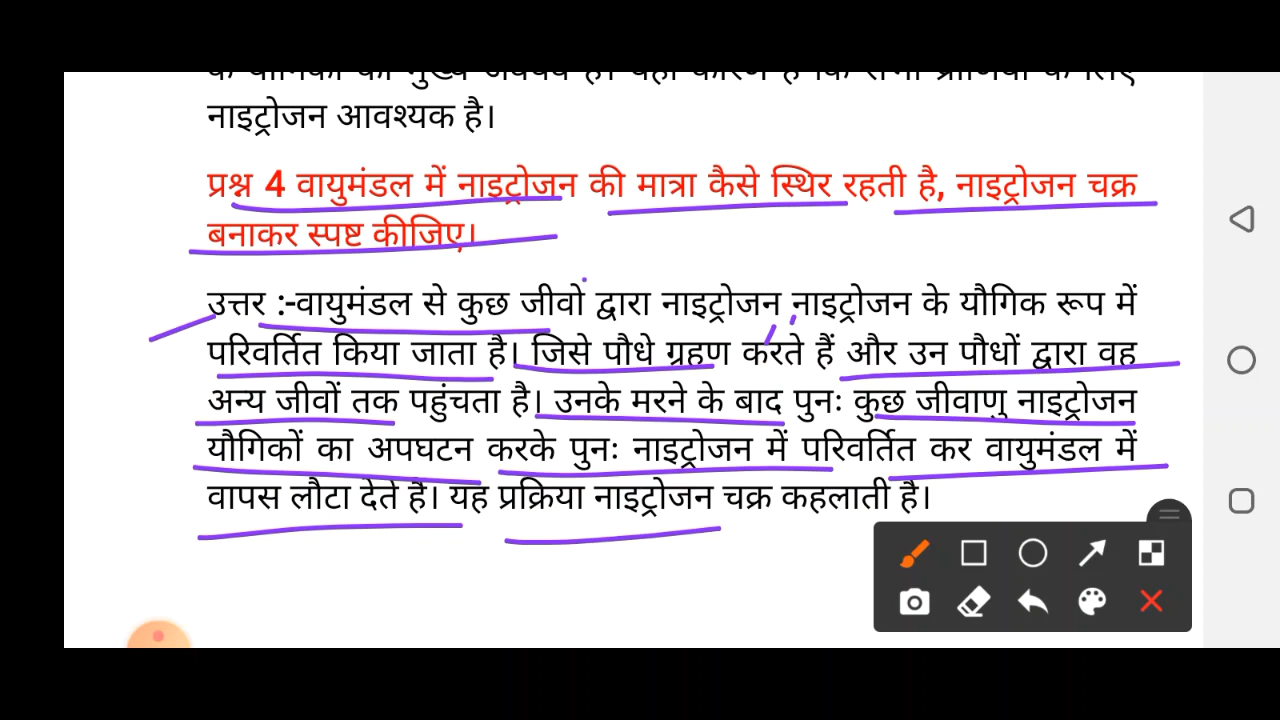 नाइट्रोजन आवश्यक है।
प्रश्न 4 वायुमंडल में नाइट्रोजन की मात्रा कैसे स्थिर रहती है, नाइट्रोजन चक्र
बनाकर स्पष्ट कीजिए।
उत्तर :-वायुमंडल से कुछ जीवो द्वारा नाइट्रोजन नाइट्रोजन के यौगिक रूप में
परिवर्तित किया जाता है। जिसे पौधे ग्रहण करते हैं और उन पौधों द्वारा वह
अन्य जीवों तक पहुंचता है। उनके मरने के बाद पुनः कुछ जीवाणु नाइट्रोजन
यौगिकों का अपघटन करके पुनः नाइट्रोजन में परिवर्तित कर वायुमंडल में
वापस लौटा देते है। यह प्रक्रिया नाइट्रोजन चक्र कहलाती है।